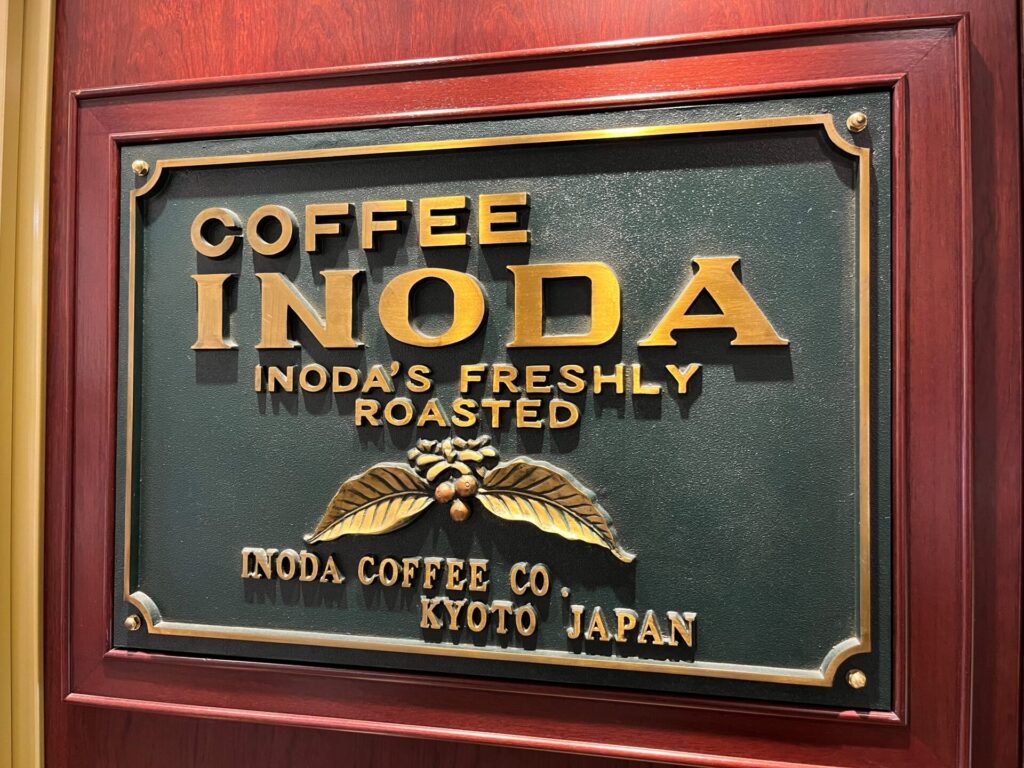 COFFEE
INODA
INODA'S FRESHLY
ROASTED
INODA COFFEE CO.
KYOTO JAPAN